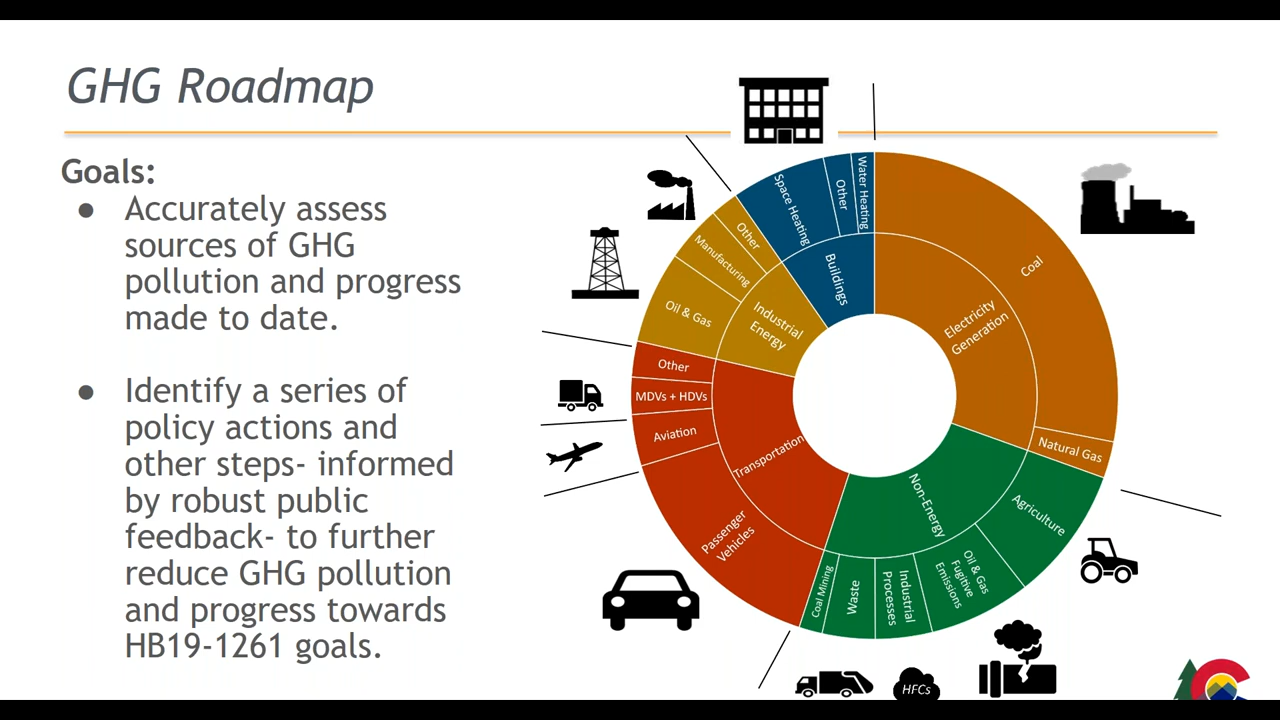 GHG Roadmap
Goals:
● Accurately assess
sources of GHG
pollution and progress
made to date.
● Identify a series of
policy actions and
other steps- informed
by robust public
feedback- to further
reduce GHG pollution
and progress towards
HB19-1261 goals.
Space Heating
Other
Water Heating
Buildings
Coal
Electricity
Generation
Natural Gas
Other
Manufacturing
Oil & Gas
Industrial
Energy
Other
MDVs + HDVs
Aviation
Transportation
Passenger
Vehicles
Non-Energy
Agriculture
Oil & Gas
Fugitive
Emissions
Industrial
Processes
Waste
Coal Mining
HFCs